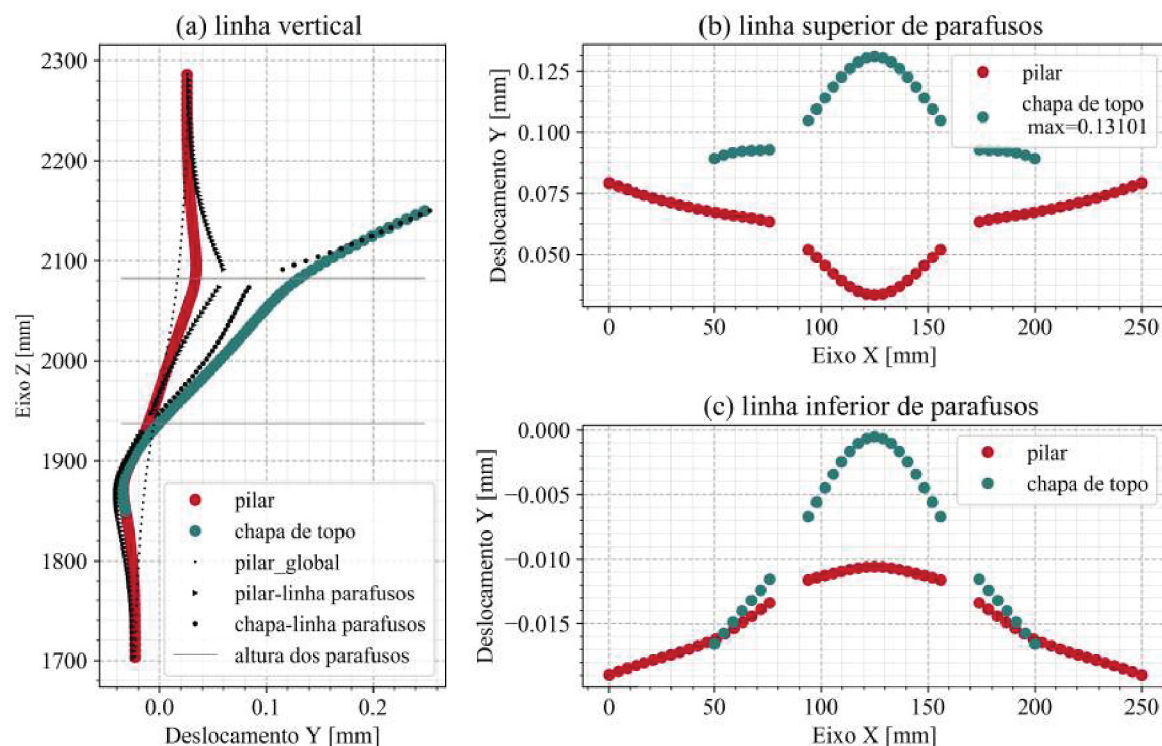 (a) linha vertical
2300
2200
2100
2000
1900
1800
1700
Eixo Z [mm]
pilar
chapa de topo
pilar_global
pilar-linha parafusos
chapa-linha parafusos
altura dos parafusos
0.0 0.1 0.2
Deslocamento Y [mm]
(b) linha superior de parafusos
0.125
0.100
0.075
0.050
Deslocamento Y [mm]
pilar
chapa de topo
max=0.13101
0 50 100 150 200 250
Eixo X [mm]
(c) linha inferior de parafusos
0.000
−0.005
−0.010
−0.015
Deslocamento Y [mm]
pilar
chapa de topo
0 50 100 150 200 250
Eixo X [mm]